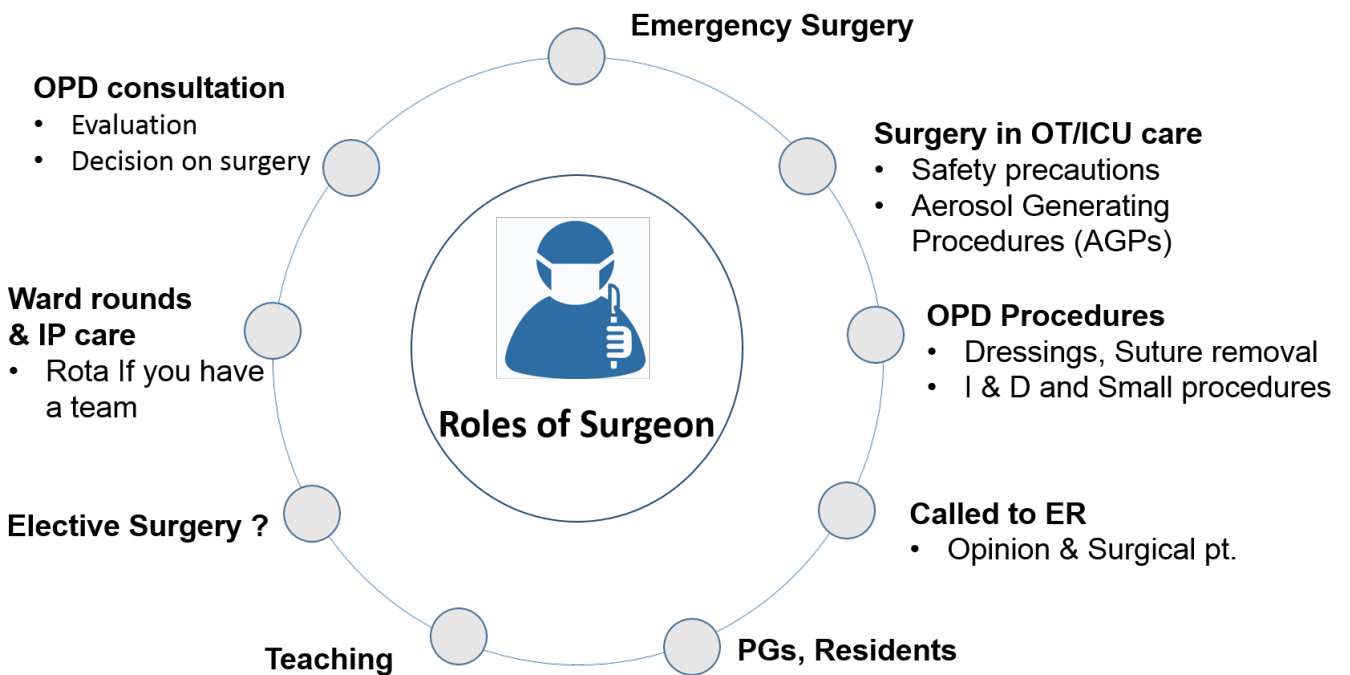 Emergency Surgery
OPD consultation
• Evaluation
• Decision on surgery
Surgery in OT/ICU care
• Safety precautions
• Aerosol Generating
Procedures (AGPs)
Ward rounds
& IP care
• Rota If you have
a team
OPD Procedures
• Dressings, Suture removal
• I & D and Small procedures
Roles of Surgeon
Elective Surgery ?
Called to ER
• Opinion & Surgical pt.
Teaching
PGs, Residents